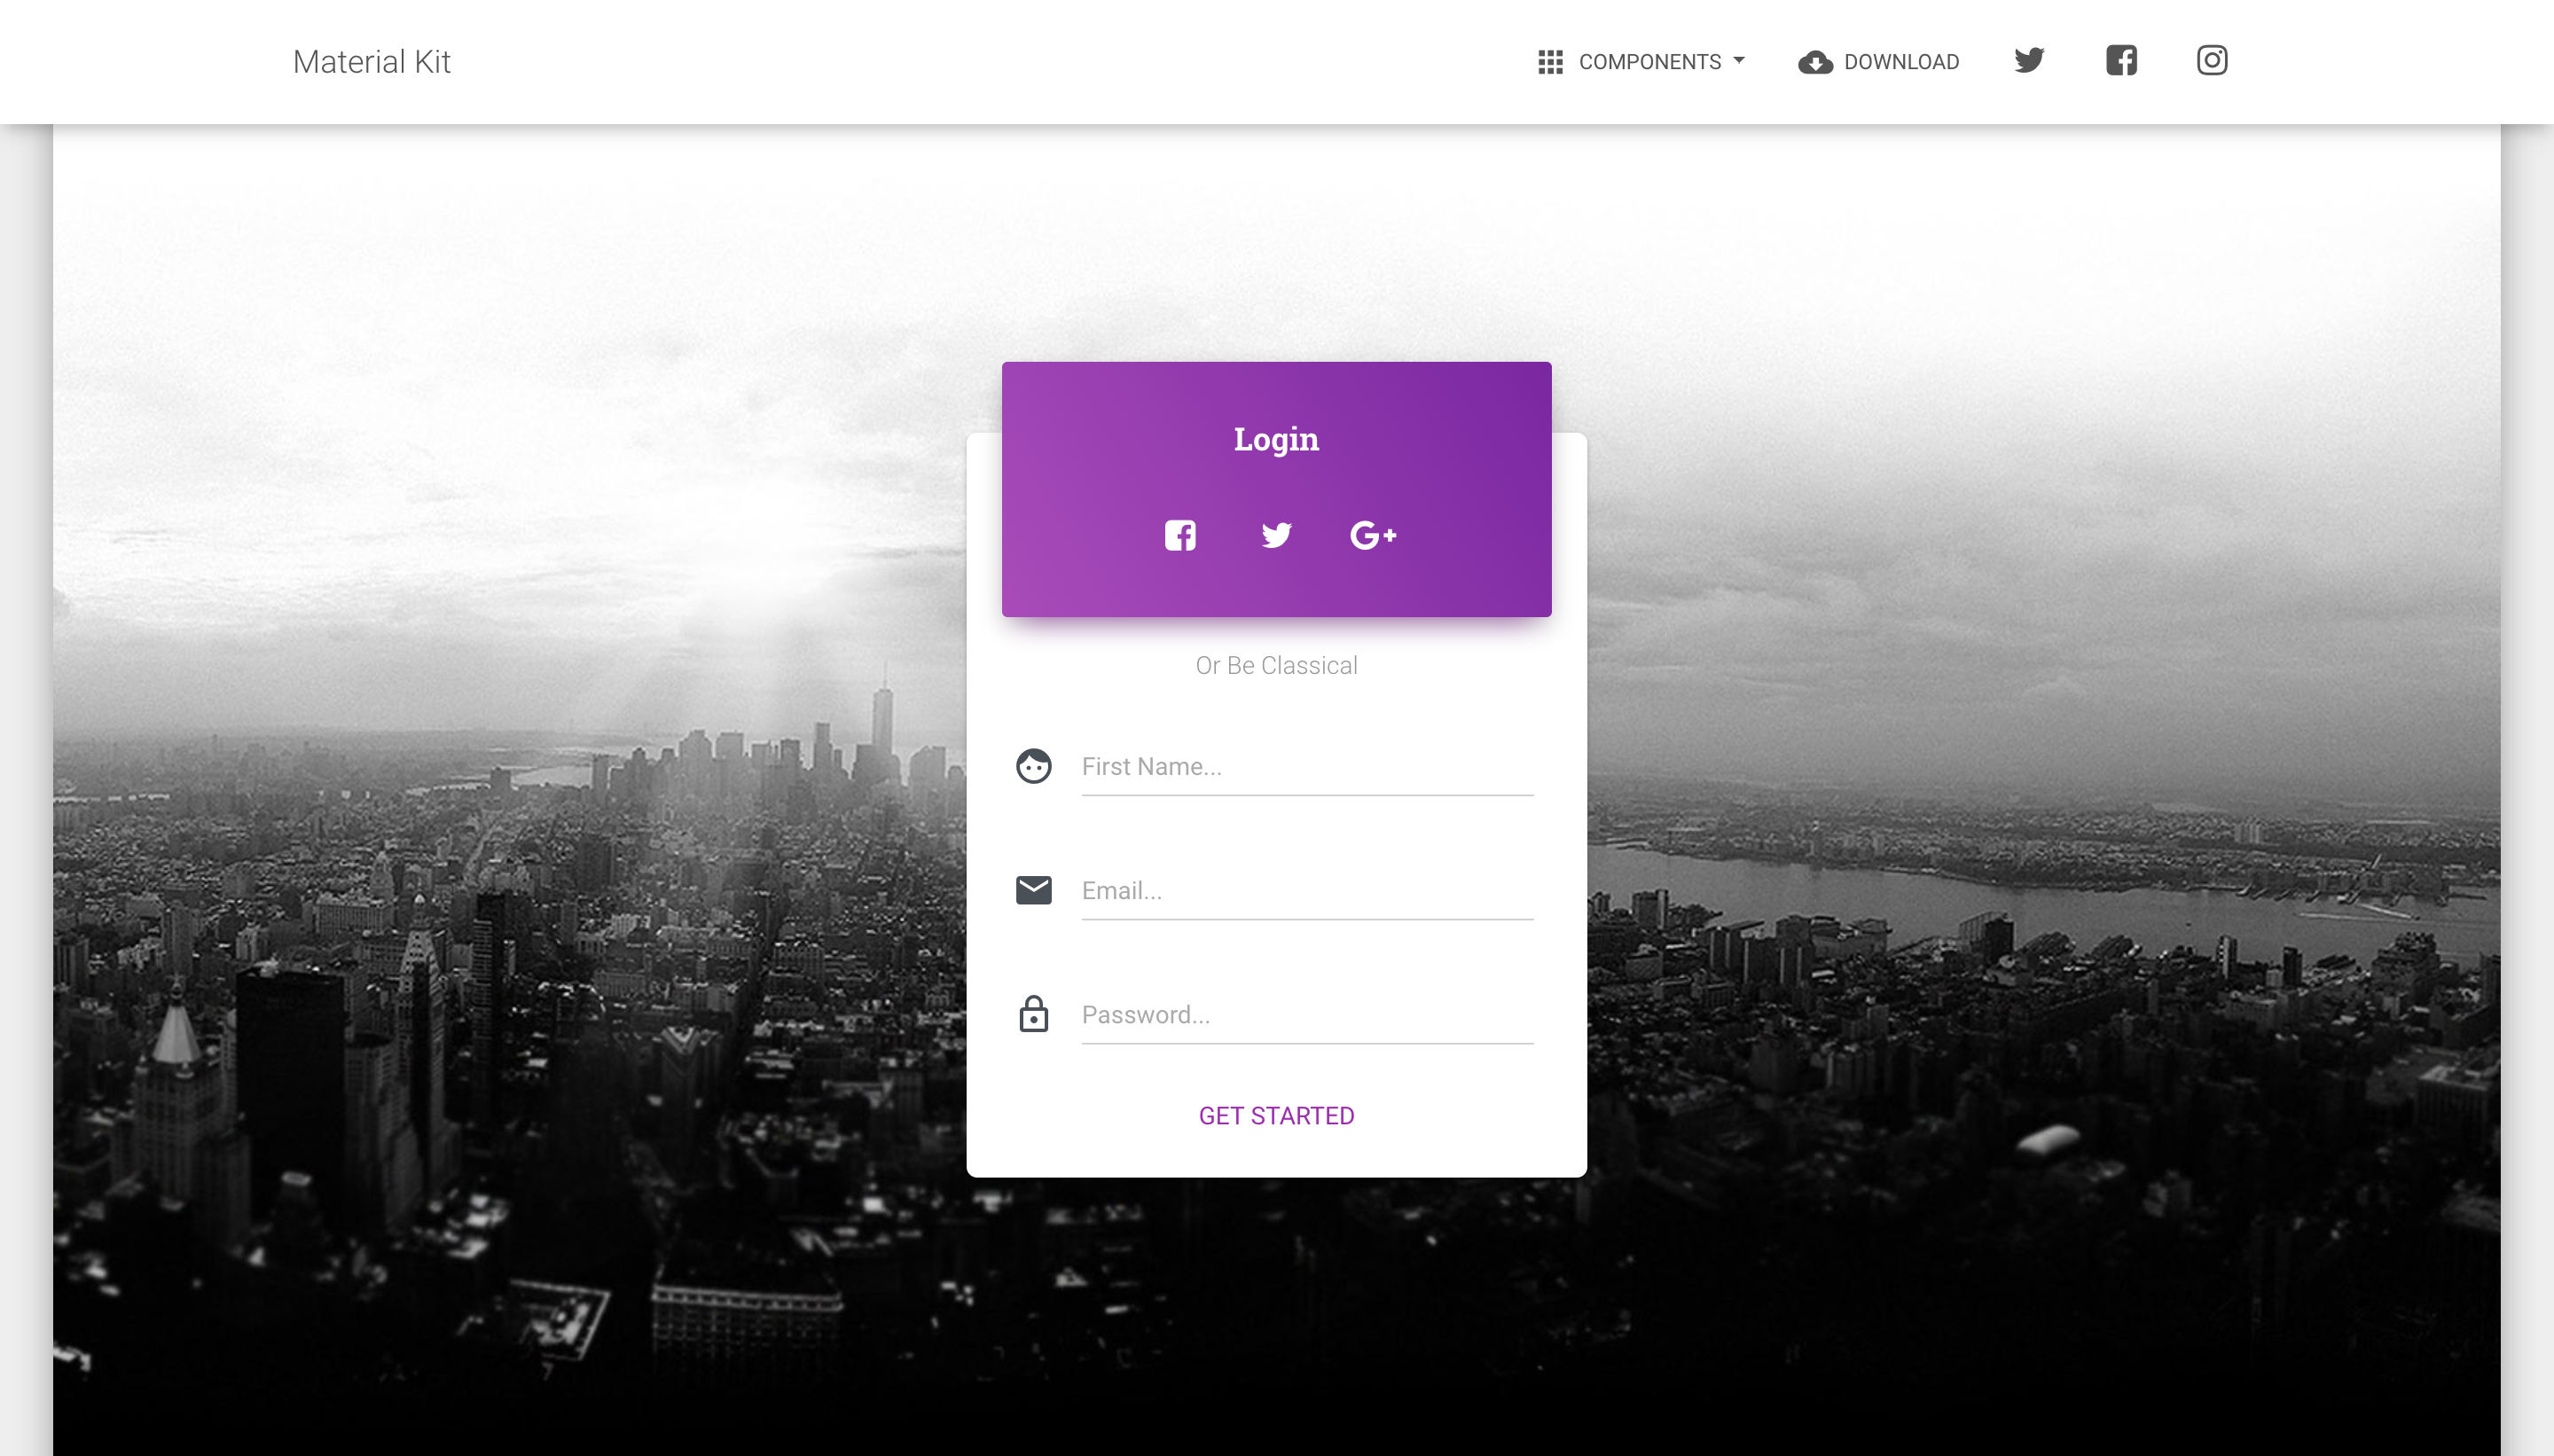 Material Kit
COMPONENTS
DOWNLOAD
Login
G+
Or Be Classical
First Name...
Email...
Password...
GET STARTED